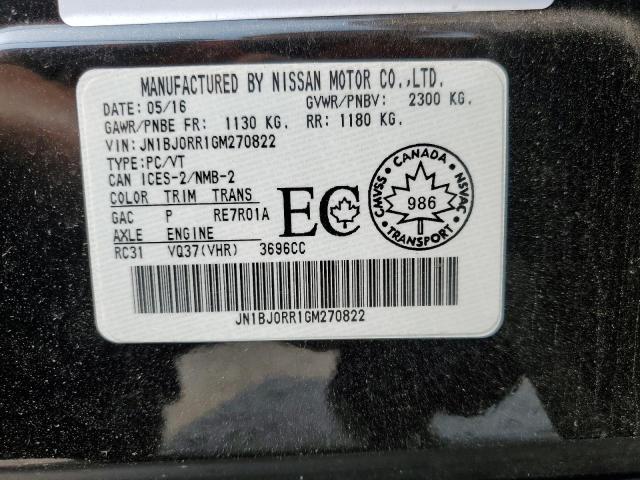 MANUFACTURED BY NISSAN MOTOR CO.,LTD.
DATE: 05/16 GVWR/PNBV: 2300 KG.
GAWR/PNBE FR: 1130 KG. RR: 1180 KG.
VIN: JN1BJ0RR1GM270822
TYPE:PC/VT
CAN ICES-2/NMB-2
COLOR TRIM TRANS
GAC P RE7R01A
AXLE ENGINE
RC31 VQ37(VHR) 3696CC
EC
CANADA
CMVSS
NSVAC
986
TRANSPORT
JN1BJ0RR1GM270822